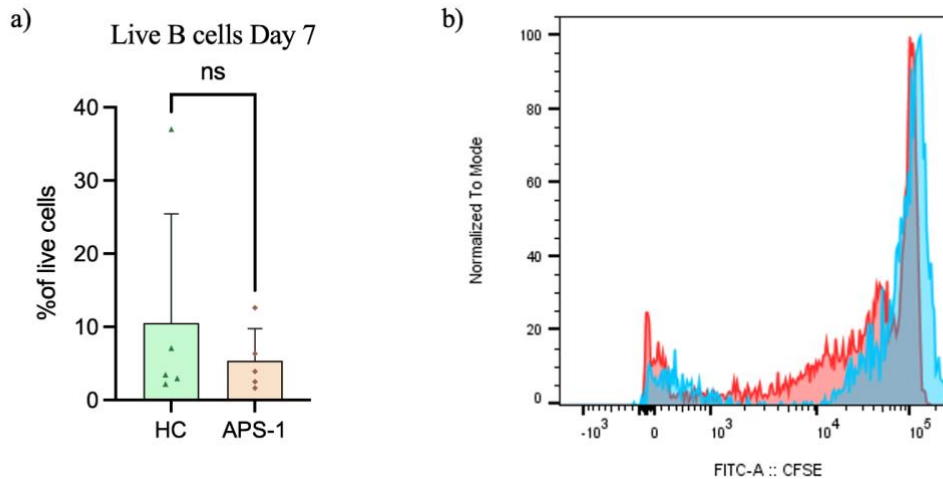 a)
Live B cells Day 7
ns
%of live cells
40
30
20
10
0
HC
APS-1
b)
Normalized To Mode
100
80
60
40
20
0
-10³
0
10³
10⁴
10⁵
FITC-A :: CFSE